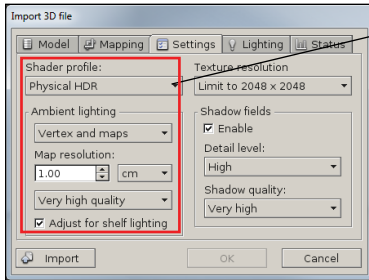 Import 3D file
Model
Mapping
Settings
Lighting
Status
Shader profile:
Physical HDR
Ambient lighting
Vertex and maps
Map resolution:
1.00
cm
Very high quality
Adjust for shelf lighting
Texture resolution
Limit to 2048 x 2048
Shadow fields
Enable
Detail level:
High
Shadow quality:
Very high
Import
OK
Cancel